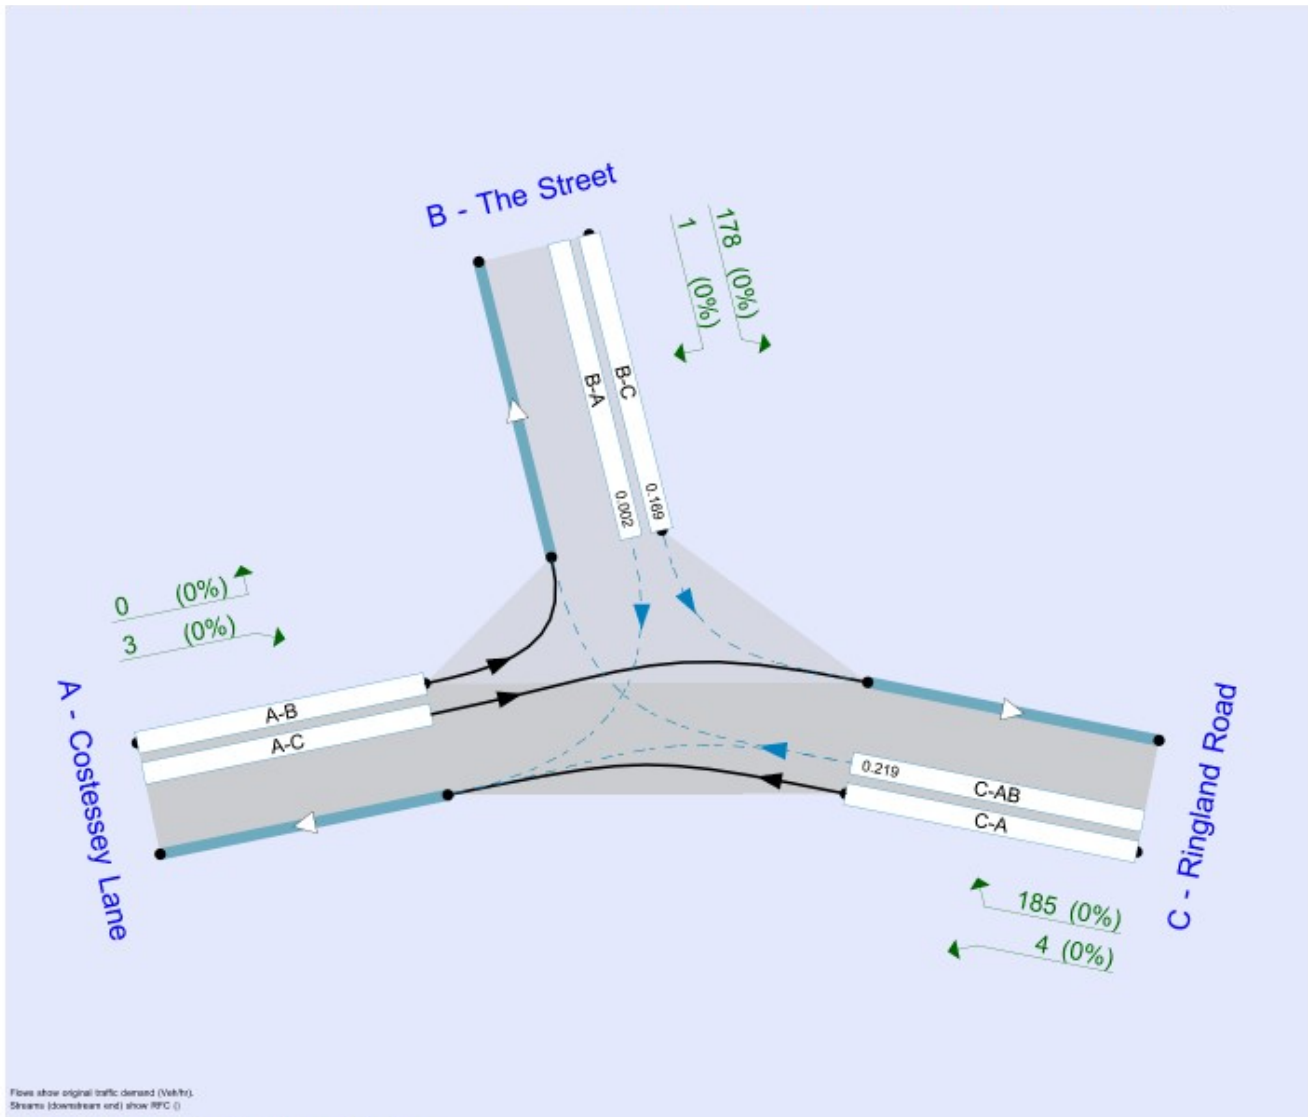 B - The Street
1 (0%)
178 (0%)
B-A
B-C
0.002
0.169
0 (0%)
3 (0%)
A - Costessey Lane
A-B
A-C
0.219
C-AB
C-A
C - Ringland Road
185 (0%)
4 (0%)
Flows show original traffic demand (Veh/hr).
Streams (downstream end) show RFC ()